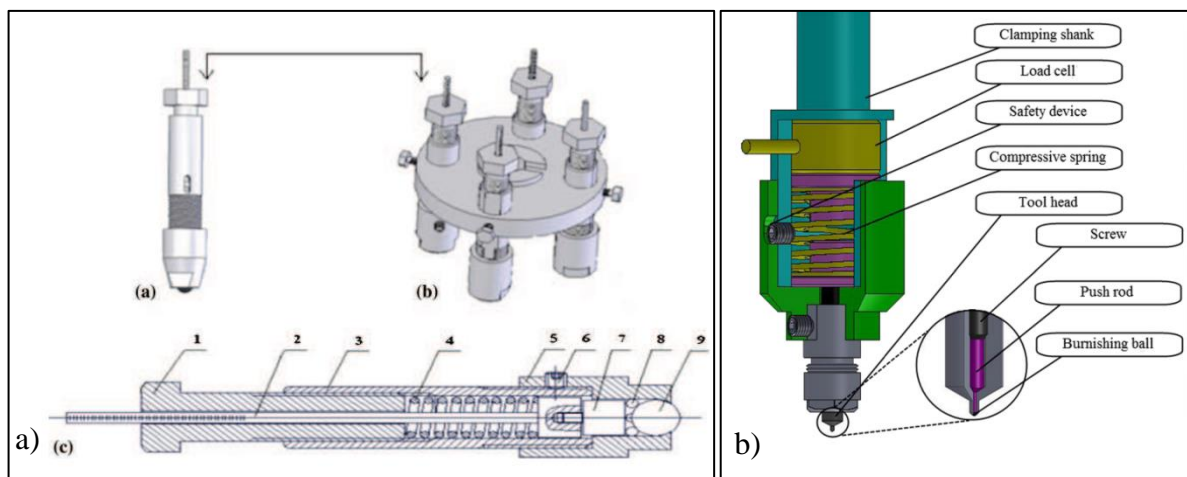 (a)
(b)
1 2 3 4 5 6 7 8 9
(c)
a)
Clamping shank
Load cell
Safety device
Compressive spring
Tool head
Screw
Push rod
Burnishing ball
b)